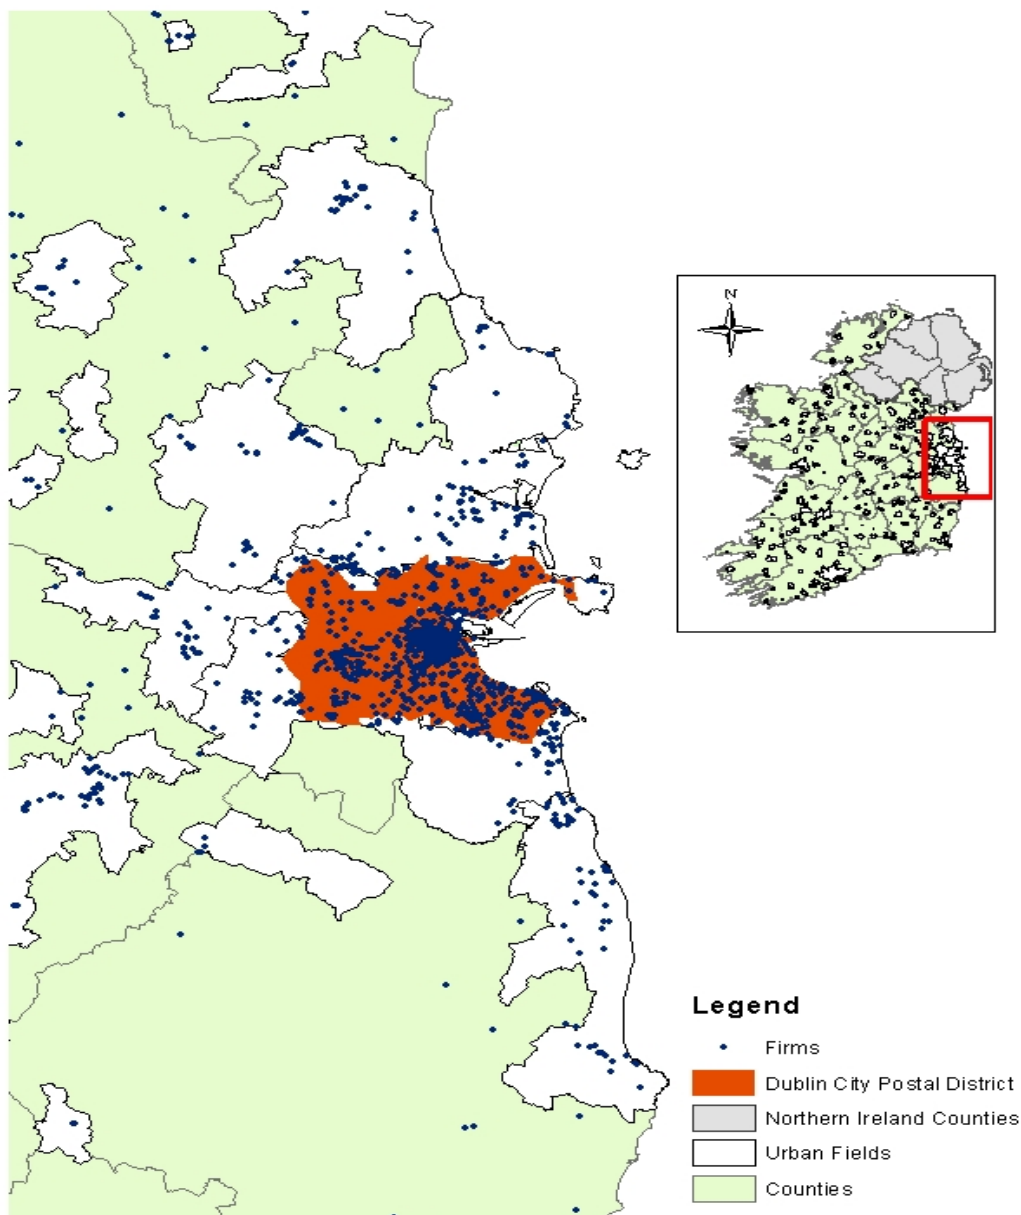 N
Legend
Firms
Dublin City Postal District
Northern Ireland Counties
Urban Fields
Counties